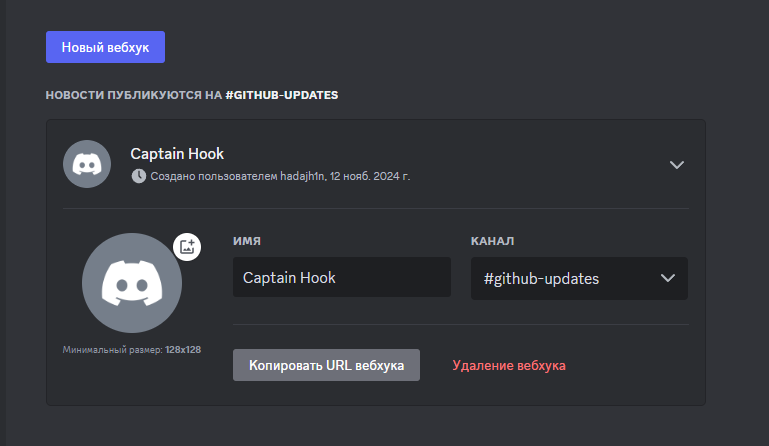 Новый вебхук
НОВОСТИ ПУБЛИКУЮТСЯ НА #GITHUB-UPDATES
Captain Hook
Создано пользователем hadajh1n, 12 нояб. 2024 г.
ИМЯ
КАНАЛ
Captain Hook
#github-updates
Минимальный размер: 128x128
Копировать URL вебхука
Удаление вебхука